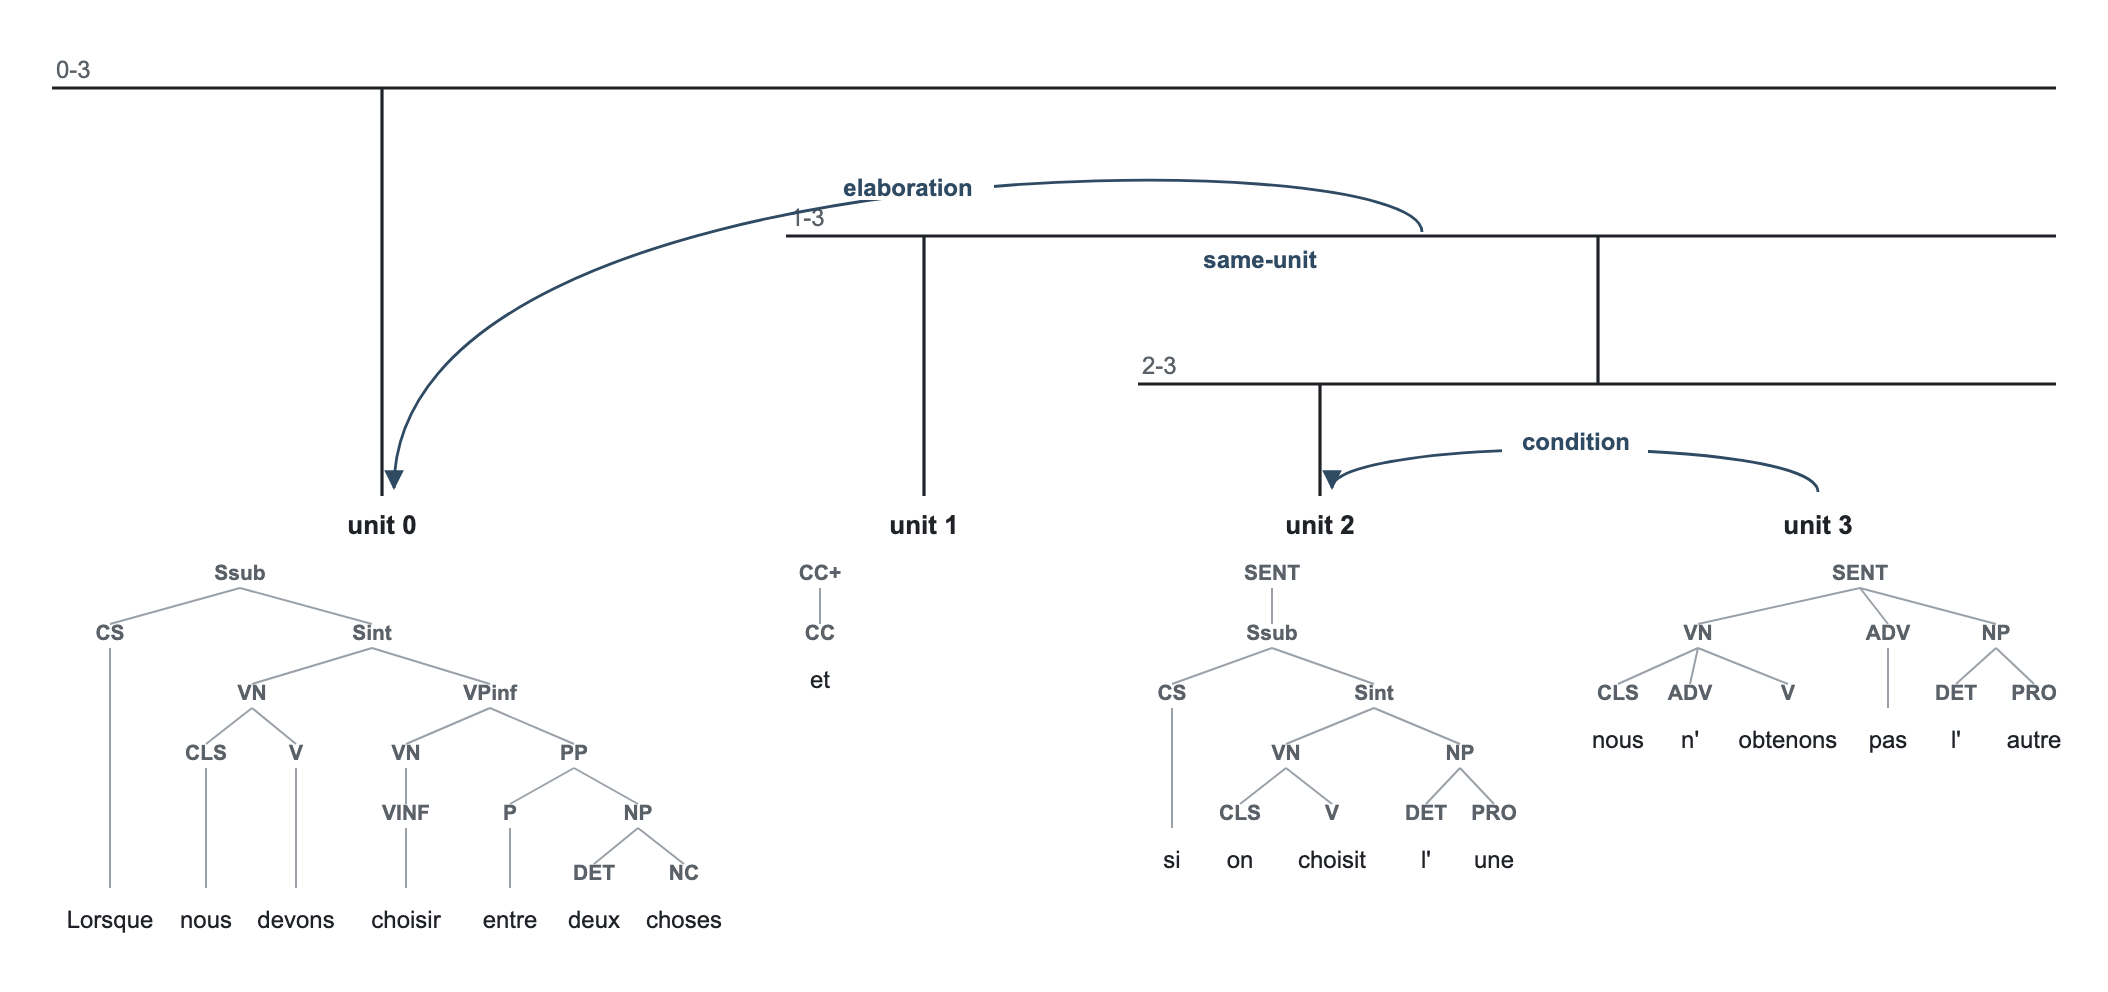 0-3
elaboration
1-3
same-unit
2-3
condition
unit 0 unit 1 unit 2 unit 3
Ssub CC+ SENT SENT
CS Sint CC Ssub VN ADV NP
VN VPinf CS Sint CLS ADV V DET PRO
et
nous n' obtenons pas l' autre
CLS V VN PP VN NP
VINF P NP CLS V DET PRO
si on choisit l' une
DET NC
Lorsque nous devons choisir entre deux choses